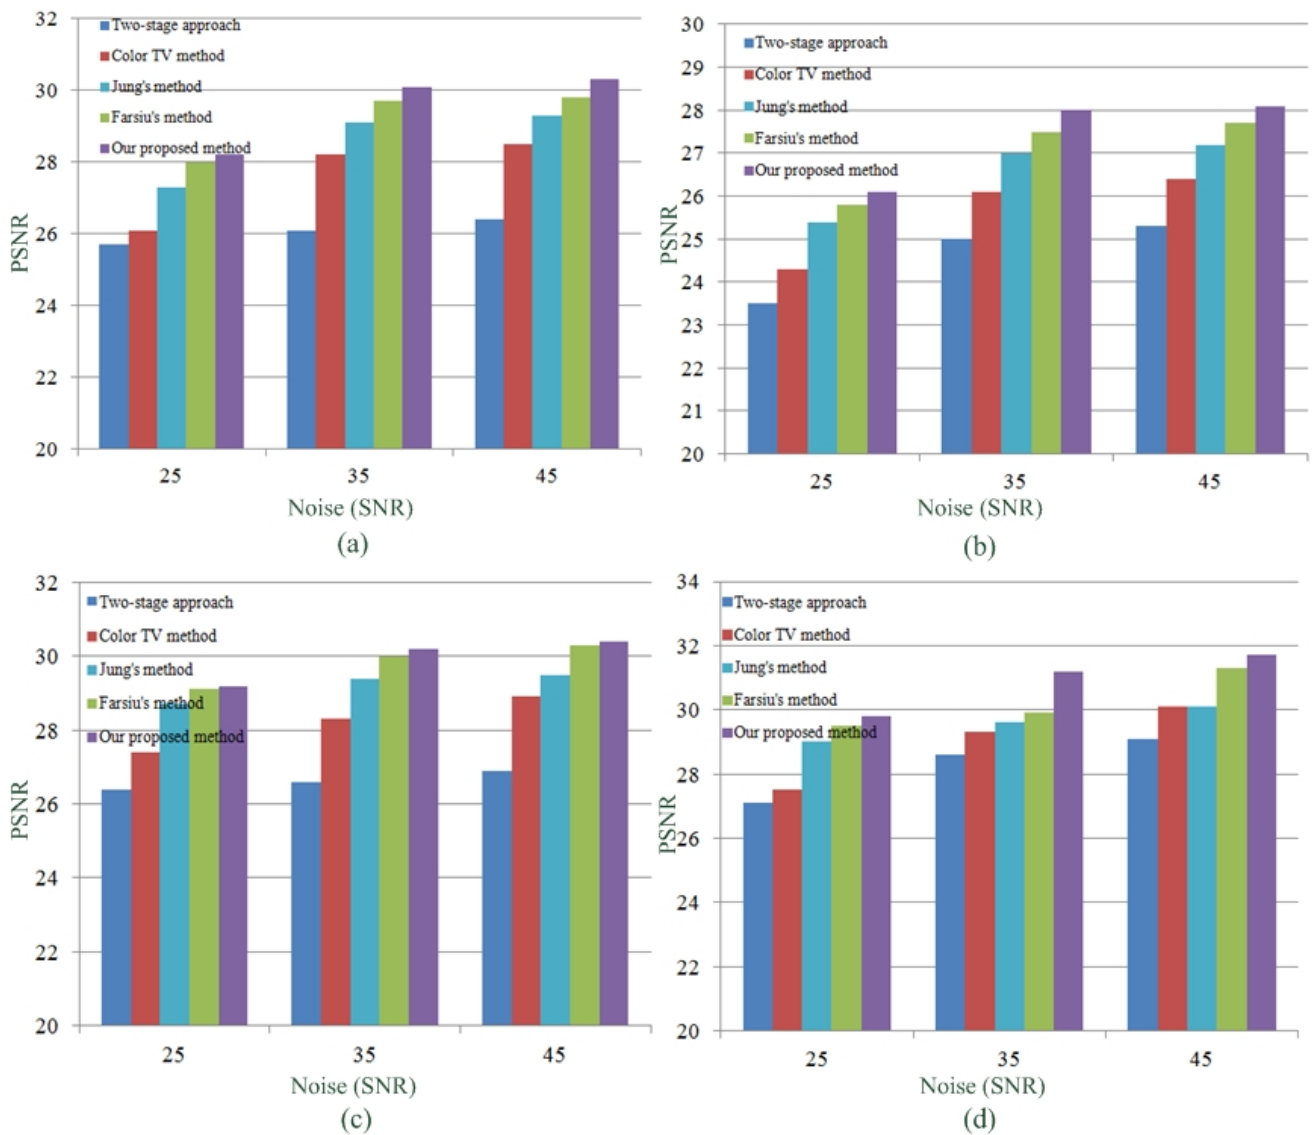 32
30
28
26
24
22
20
PSNR
Two-stage approach
Color TV method
Jung's method
Farsiu's method
Our proposed method
25 35 45
Noise (SNR)
(a)
30
29
28
27
26
25
24
23
22
21
20
PSNR
Two-stage approach
Color TV method
Jung's method
Farsiu's method
Our proposed method
25 35 45
Noise (SNR)
(b)
32
30
28
26
24
22
20
PSNR
Two-stage approach
Color TV method
Jung's method
Farsiu's method
Our proposed method
25 35 45
Noise (SNR)
(c)
34
32
30
28
26
24
22
20
PSNR
Two-stage approach
Color TV method
Jung's method
Farsiu's method
Our proposed method
25 35 45
Noise (SNR)
(d)